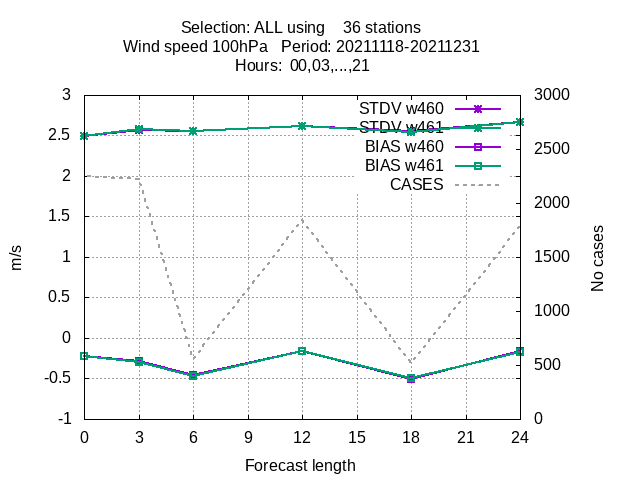 Selection: ALL using 36 stations
Wind speed 100hPa Period: 20211118-20211231
Hours: 00,03,...,21
3
2.5
2
1.5
1
0.5
0
-0.5
-1
m/s
STDV w460
STDV w461
BIAS w460
BIAS w461
CASES
3000
2500
2000
1500
1000
500
0
No cases
0 3 6 9 12 15 18 21 24
Forecast length